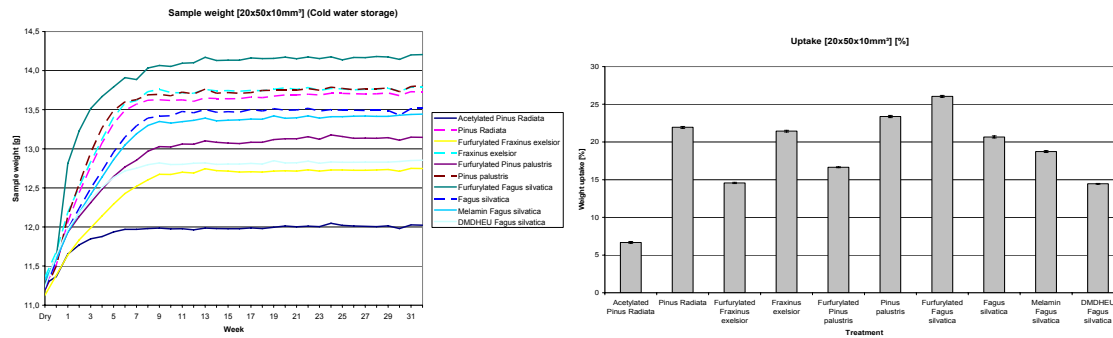 Sample weight [20x50x10mm³] (Cold water storage)
14,5
14,0
13,5
13,0
12,5
12,0
11,5
11,0
Sample weight [g]
Dry 1 3 5 7 9 11 13 15 17 19 21 23 25 27 29 31
Week
Acetylated Pinus Radiata
Pinus Radiata
Furfurylated Fraxinus exelsior
Fraxinus exelsior
Furfurylated Pinus palustris
Pinus palustris
Furfurylated Fagus silvatica
Fagus silvatica
Melamin Fagus silvatica
DMDHEU Fagus silvatica
Uptake [20x50x10mm³] [%]
30
25
20
15
10
5
0
Weight uptake [%]
Acetylated
Pinus Radiata
Pinus Radiata
Furfurylated
Fraxinus
exelsior
Fraxinus
exelsior
Furfurylated
Pinus
palustris
Pinus
palustris
Furfurylated
Fagus
silvatica
Fagus
silvatica
Melamin
Fagus
silvatica
DMDHEU
Fagus
silvatica
Treatment